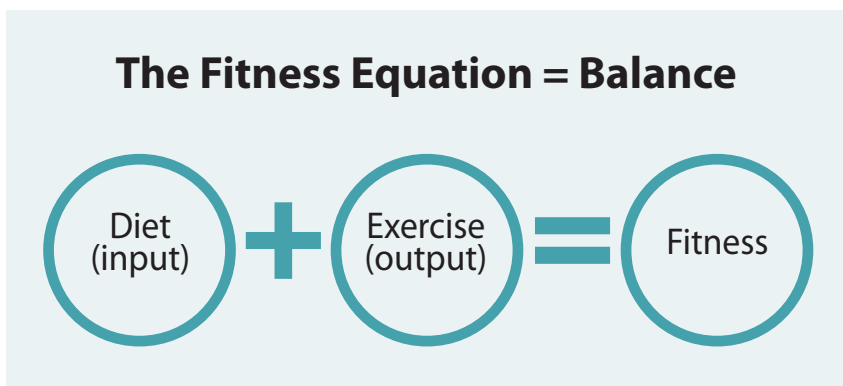 The Fitness Equation = Balance
Diet
(input)
+
Exercise
(output)
=
Fitness